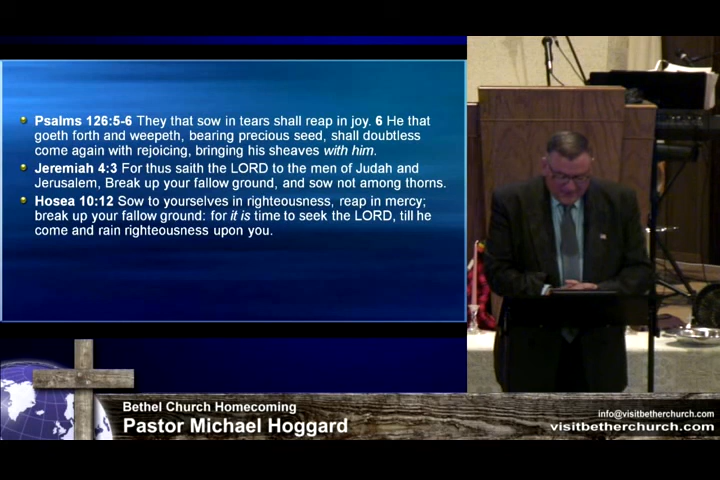 Psalms 126:5-6 They that sow in tears shall reap in joy. 6 He that
goeth forth and weepeth, bearing precious seed, shall doubtless
come again with rejoicing, bringing his sheaves with him.
Jeremiah 4:3 For thus saith the LORD to the men of Judah and
Jerusalem, Break up your fallow ground, and sow not among thorns.
Hosea 10:12 Sow to yourselves in righteousness, reap in mercy;
break up your fallow ground: for it is time to seek the LORD, till he
come and rain righteousness upon you.
Bethel Church Homecoming
Pastor Michael Hoggard
info@visitbetherchurch.com
visitbetherchurch.com